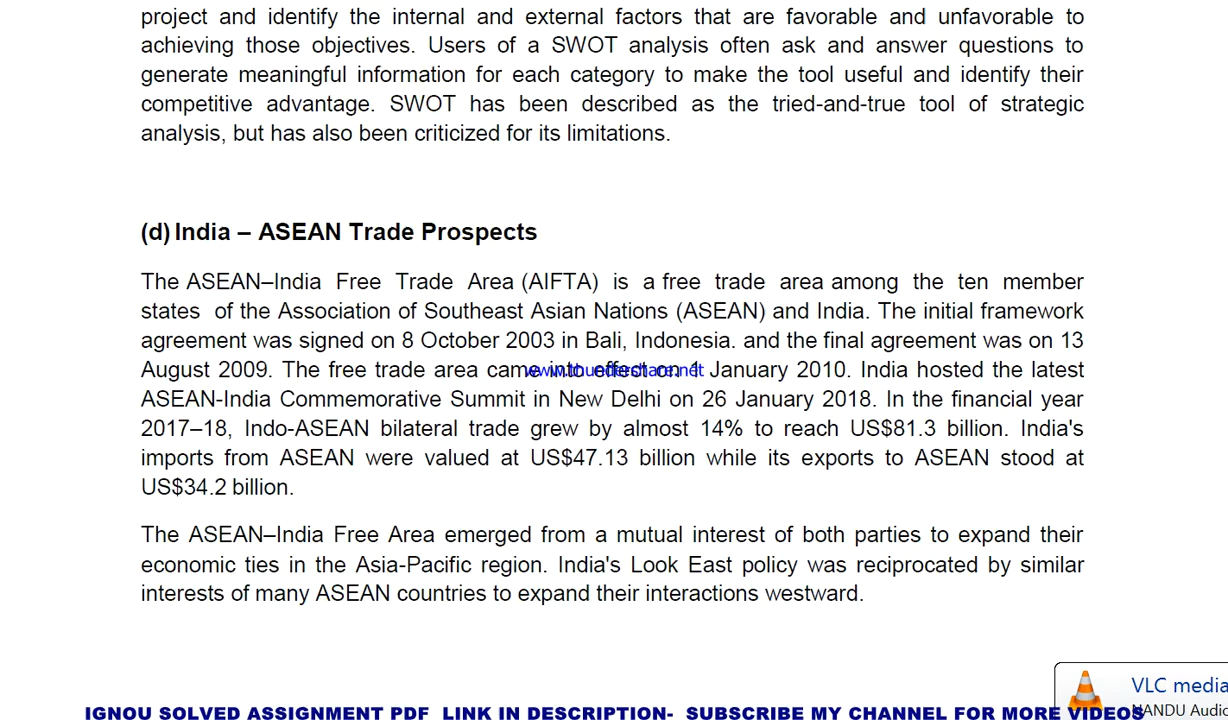 project and identify the internal and external factors that are favorable and unfavorable to
achieving those objectives. Users of a SWOT analysis often ask and answer questions to
generate meaningful information for each category to make the tool useful and identify their
competitive advantage. SWOT has been described as the tried-and-true tool of strategic
analysis, but has also been criticized for its limitations.
(d) India – ASEAN Trade Prospects
The ASEAN–India Free Trade Area (AIFTA) is a free trade area among the ten member
states of the Association of Southeast Asian Nations (ASEAN) and India. The initial framework
agreement was signed on 8 October 2003 in Bali, Indonesia. and the final agreement was on 13
August 2009. The free trade area came into effect on 1 January 2010. India hosted the latest
www.thundershare.net
ASEAN-India Commemorative Summit in New Delhi on 26 January 2018. In the financial year
2017–18, Indo-ASEAN bilateral trade grew by almost 14% to reach US$81.3 billion. India's
imports from ASEAN were valued at US$47.13 billion while its exports to ASEAN stood at
US$34.2 billion.
The ASEAN–India Free Area emerged from a mutual interest of both parties to expand their
economic ties in the Asia-Pacific region. India's Look East policy was reciprocated by similar
interests of many ASEAN countries to expand their interactions westward.
VLC media
NANDU Audi
IGNOU SOLVED ASSIGNMENT PDF LINK IN DESCRIPTION- SUBSCRIBE MY CHANNEL FOR MORE VIDEOS